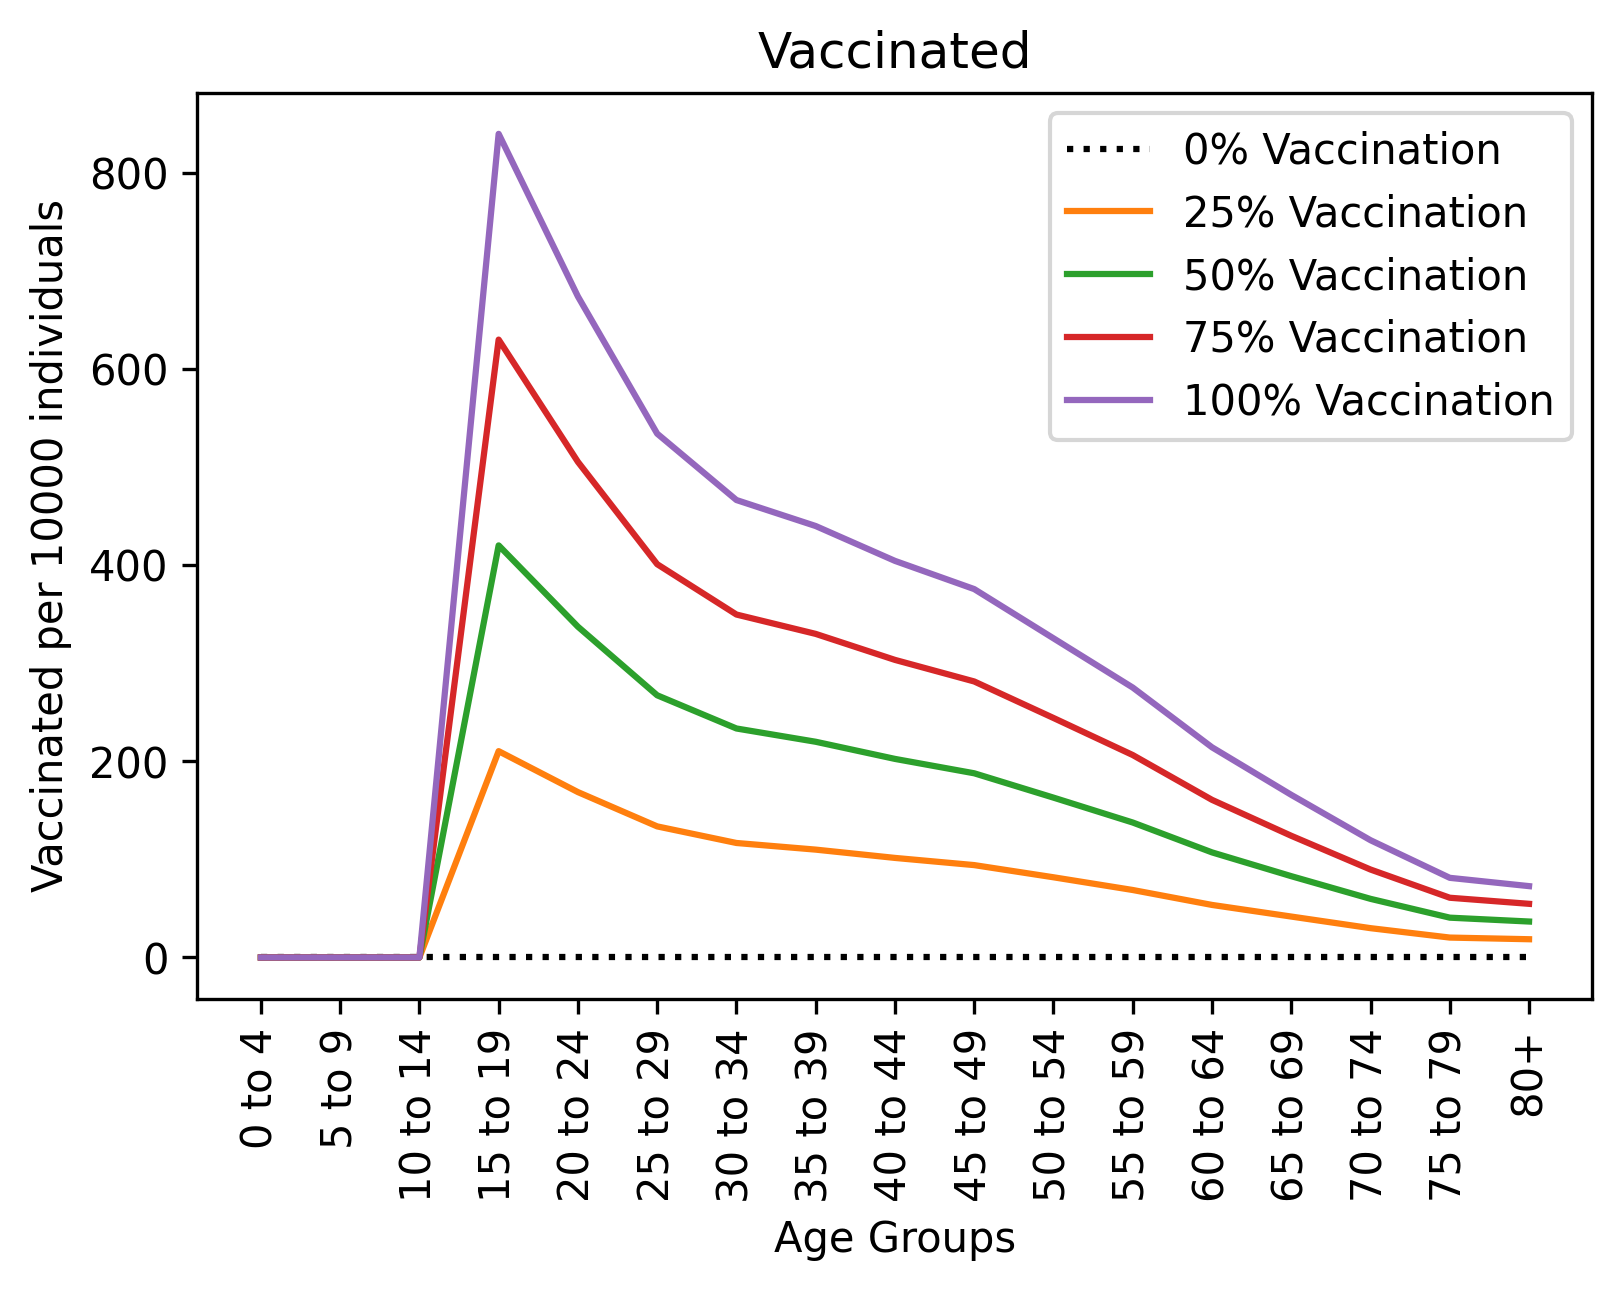 Vaccinated
800
600
400
200
0
Vaccinated per 10000 individuals
0% Vaccination
25% Vaccination
50% Vaccination
75% Vaccination
100% Vaccination
0 to 4
5 to 9
10 to 14
15 to 19
20 to 24
25 to 29
30 to 34
35 to 39
40 to 44
45 to 49
50 to 54
55 to 59
60 to 64
65 to 69
70 to 74
75 to 79
80+
Age Groups